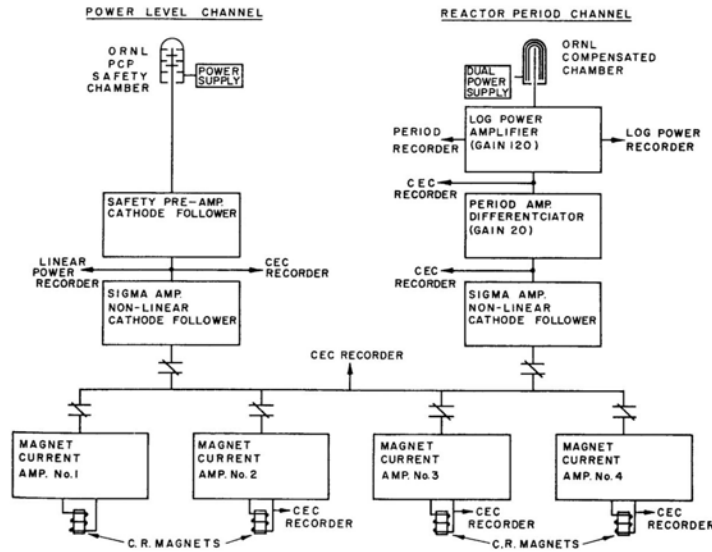 POWER LEVEL CHANNEL
REACTOR PERIOD CHANNEL
ORNL
PCP
SAFETY
CHAMBER
POWER
SUPPLY
ORNL
COMPENSATED
CHAMBER
DUAL
POWER
SUPPLY
LOG POWER
AMPLIFIER
(GAIN 120)
PERIOD
RECORDER
LOG POWER
RECORDER
CEC
RECORDER
SAFETY PRE-AMP.
CATHODE FOLLOWER
PERIOD AMP.
DIFFERENTCIATOR
(GAIN 20)
LINEAR
POWER
RECORDER
CEC
RECORDER
CEC
RECORDER
SIGMA AMP.
NON-LINEAR
CATHODE FOLLOWER
SIGMA AMP.
NON-LINEAR
CATHODE FOLLOWER
CEC RECORDER
MAGNET
CURRENT
AMP. No.1
MAGNET
CURRENT
AMP. No.2
MAGNET
CURRENT
AMP. No.3
MAGNET
CURRENT
AMP. No.4
CEC
RECORDER
CEC
RECORDER
CEC
RECORDER
C.R. MAGNETS
C.R. MAGNETS